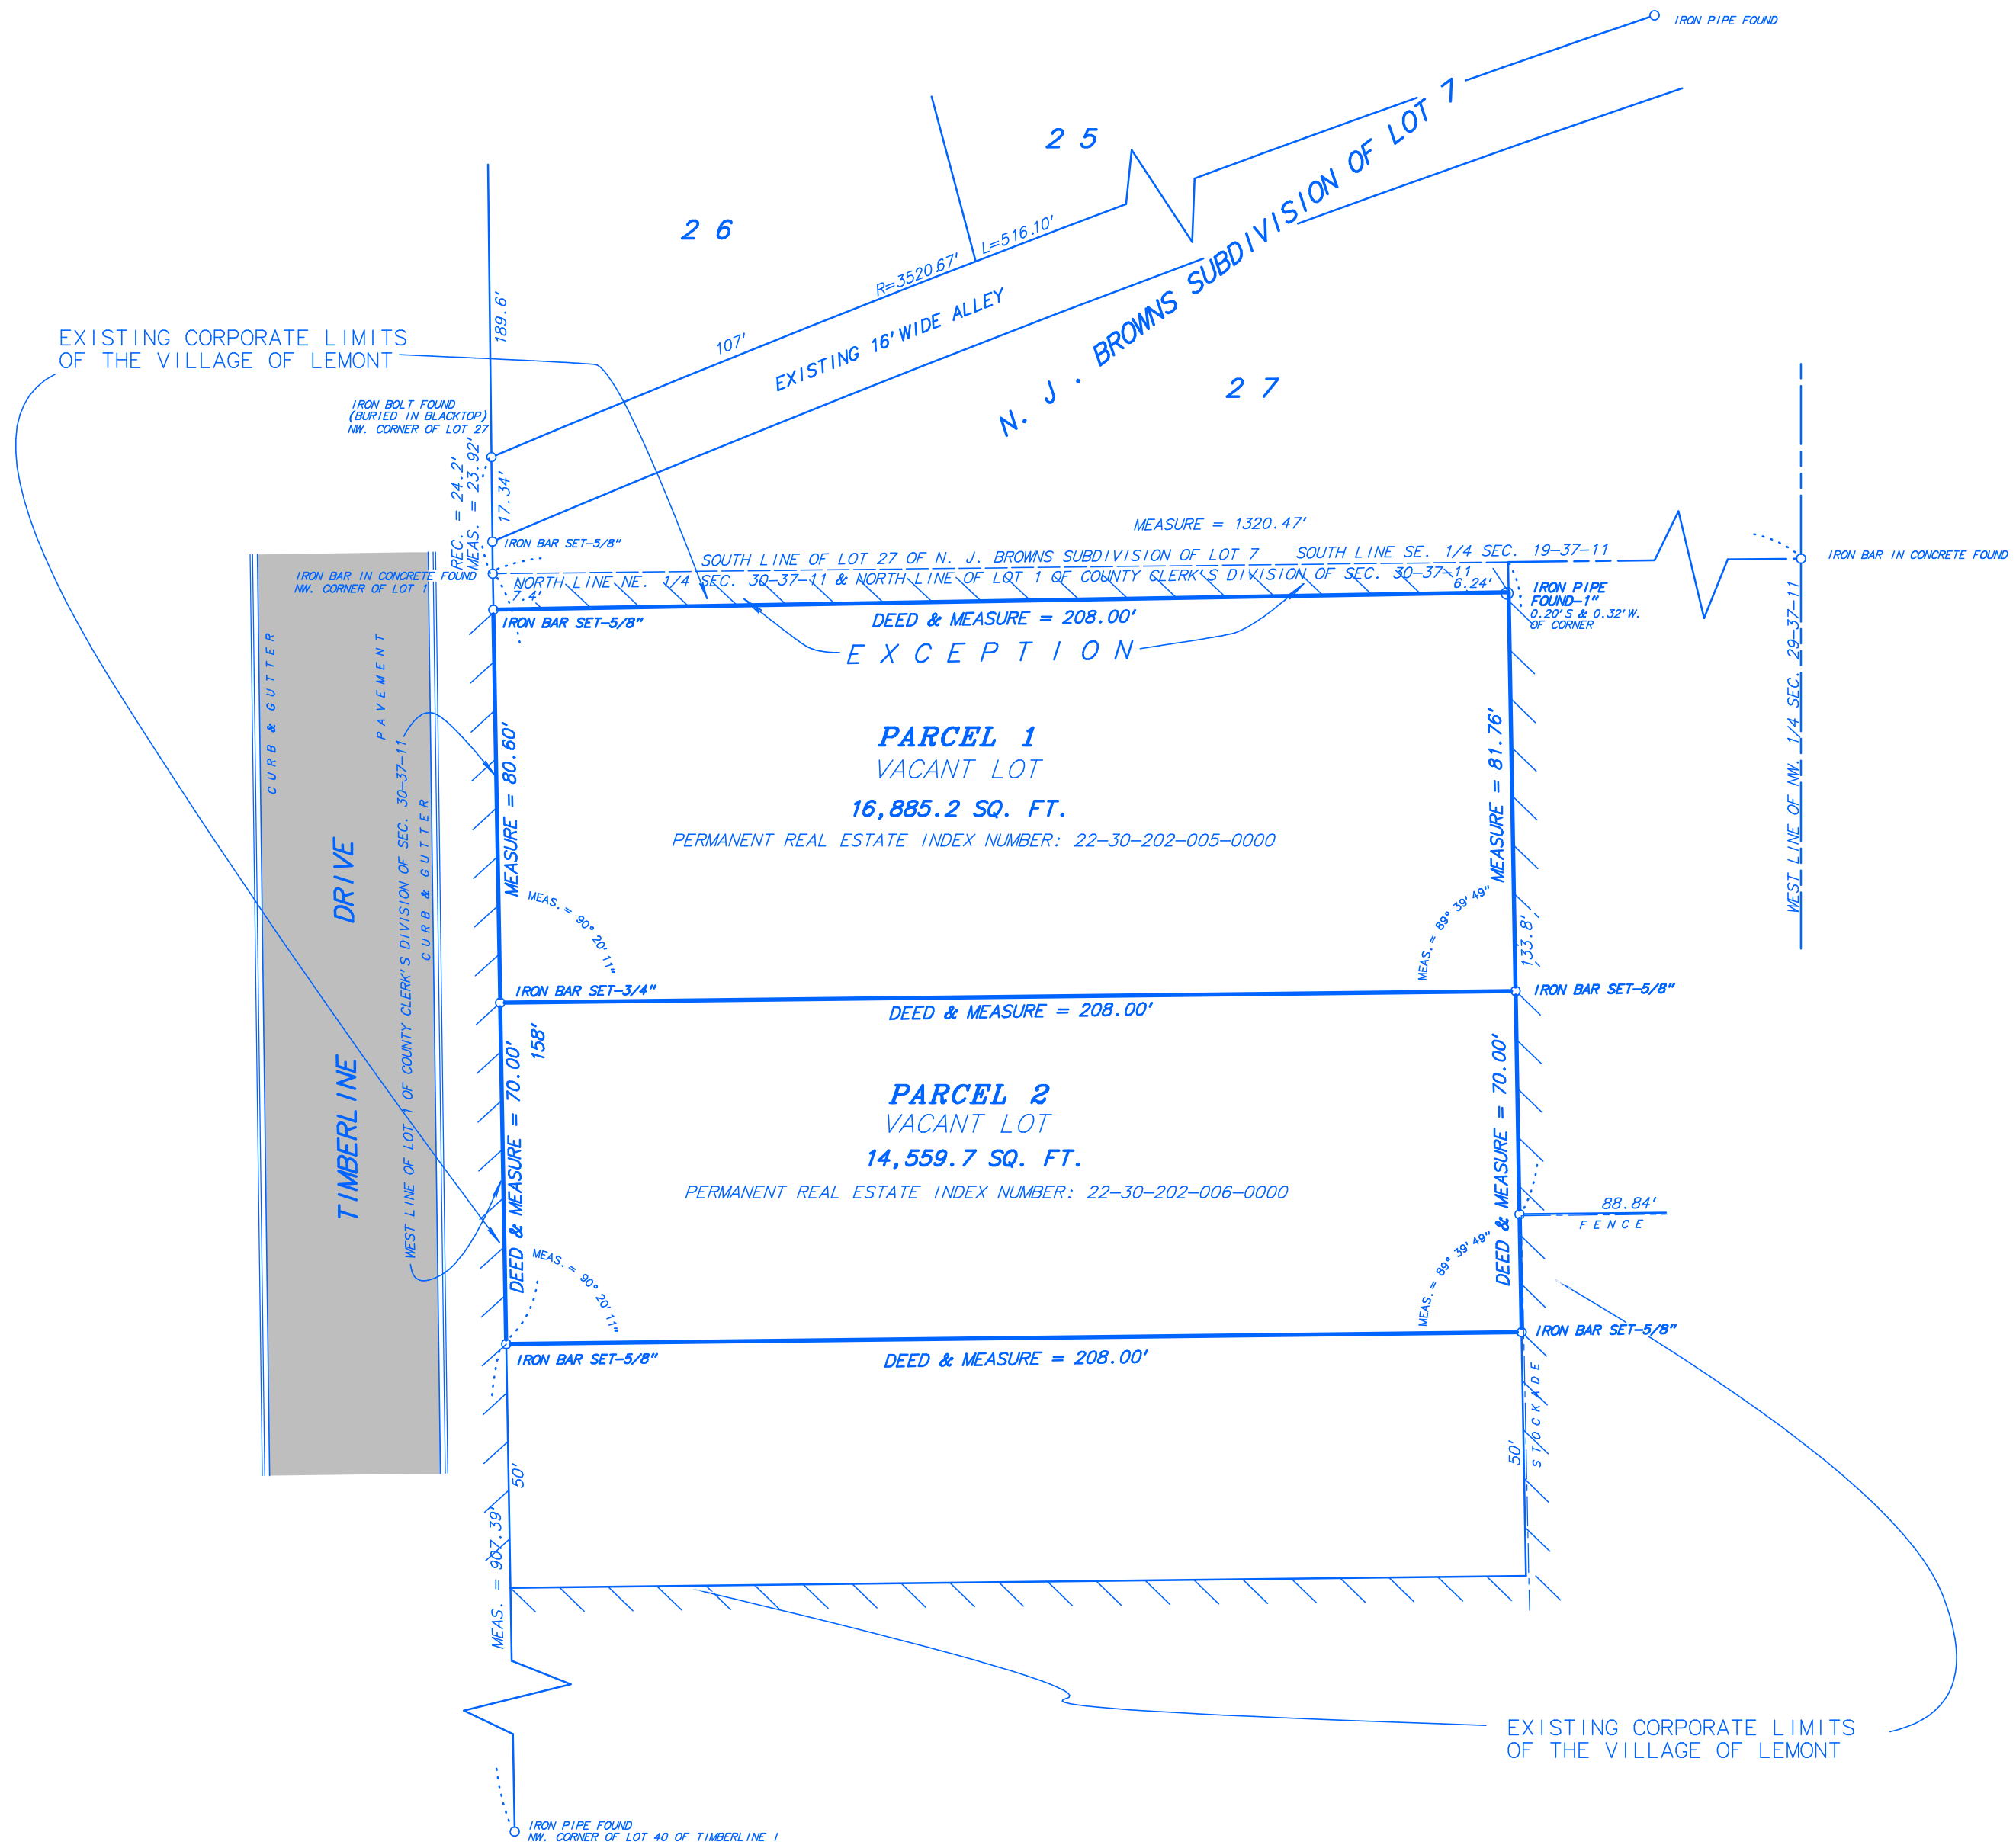 IRON PIPE FOUND
2 5
2 6
N. J. BROWNS SUBDIVISION OF LOT 7
L=516.10'
R=3520.67'
107'
EXISTING 16' WIDE ALLEY
189.6'
EXISTING CORPORATE LIMITS
OF THE VILLAGE OF LEMONT
2 7
IRON BOLT FOUND
(BURIED IN BLACKTOP)
NW. CORNER OF LOT 27
REC. = 24.2'
MEAS. = 23.92'
17.34'
IRON BAR SET-5/8"
MEASURE = 1320.47'
SOUTH LINE OF LOT 27 OF N. J. BROWNS SUBDIVISION OF LOT 7
SOUTH LINE SE. 1/4 SEC. 19-37-11
IRON BAR IN CONCRETE FOUND
IRON BAR IN CONCRETE FOUND
NW. CORNER OF LOT 1
NORTH LINE NE. 1/4 SEC. 30-37-11 & NORTH LINE OF LOT 1 OF COUNTY CLERK'S DIVISION OF SEC. 30-37-11
7.4'
6.24'
IRON PIPE
FOUND-1"
0.20' S & 0.32' W.
OF CORNER
IRON BAR SET-5/8"
DEED & MEASURE = 208.00'
EXCEPTION
CURB & GUTTER
PAVEMENT
WEST LINE OF LOT 1 OF COUNTY CLERK'S DIVISION OF SEC. 30-37-11
CURB & GUTTER
TIMBERLINE DRIVE
WEST LINE OF NW. 1/4 SEC. 29-37-11
MEASURE = 80.60'
PARCEL 1
VACANT LOT
16,885.2 SQ. FT.
PERMANENT REAL ESTATE INDEX NUMBER: 22-30-202-005-0000
MEASURE = 81.76'
MEAS. = 90° 20' 11"
MEAS. = 89° 39' 49"
133.8'
IRON BAR SET-3/4"
IRON BAR SET-5/8"
DEED & MEASURE = 208.00'
158'
DEED & MEASURE = 70.00'
PARCEL 2
VACANT LOT
14,559.7 SQ. FT.
PERMANENT REAL ESTATE INDEX NUMBER: 22-30-202-006-0000
DEED & MEASURE = 70.00'
88.84'
FENCE
MEAS. = 90° 20' 11"
MEAS. = 89° 39' 49"
IRON BAR SET-5/8"
IRON BAR SET-5/8"
DEED & MEASURE = 208.00'
STOCKADE
50'
50'
MEAS. = 907.39'
EXISTING CORPORATE LIMITS
OF THE VILLAGE OF LEMONT
IRON PIPE FOUND
NW. CORNER OF LOT 40 OF TIMBERLINE I